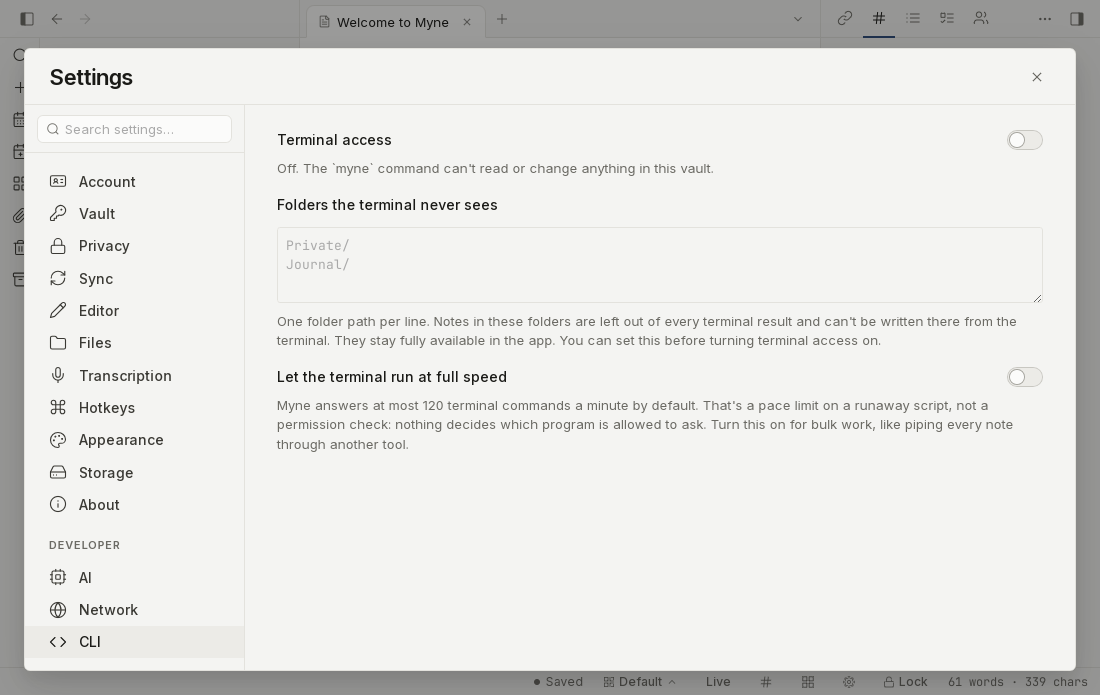 Welcome to Myne
Settings
Search settings...
Account
Vault
Privacy
Sync
Editor
Files
Transcription
Hotkeys
Appearance
Storage
About
DEVELOPER
AI
Network
CLI
Terminal access
Off. The `myne` command can't read or change anything in this vault.
Folders the terminal never sees
Private/
Journal/
One folder path per line. Notes in these folders are left out of every terminal result and can't be written there from the
terminal. They stay fully available in the app. You can set this before turning terminal access on.
Let the terminal run at full speed
Myne answers at most 120 terminal commands a minute by default. That's a pace limit on a runaway script, not a
permission check: nothing decides which program is allowed to ask. Turn this on for bulk work, like piping every note
through another tool.
Saved Default Live Lock 61 words · 339 chars